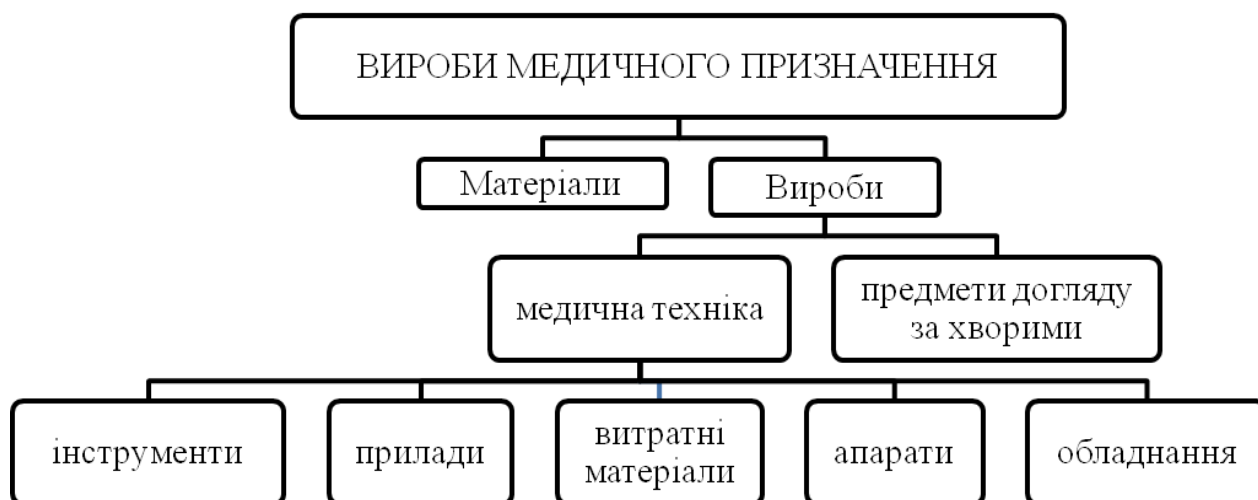 ВИРОБИ МЕДИЧНОГО ПРИЗНАЧЕННЯ
Матеріали
Вироби
медична техніка
предмети догляду
за хворими
інструменти
прилади
витратні
матеріали
апарати
обладнання